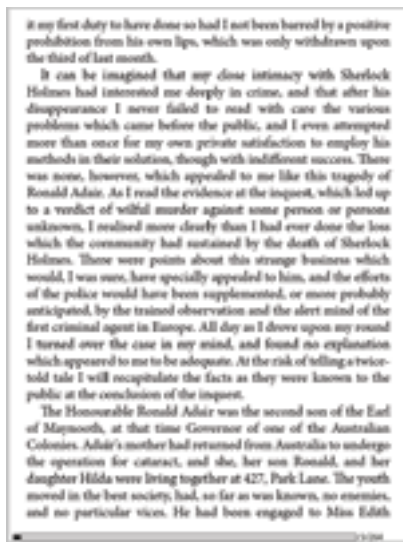 it my first duty to have done so had I not been barred by a positive
prohibition from his own lips, which was only withdrawn upon
the third of last month.
It can be imagined that my close intimacy with Sherlock
Holmes had interested me deeply in crime, and that after his
disappearance I never failed to read with care the various
problems which came before the public, and I even attempted
more than once for my own private satisfaction to employ his
methods in their solution, though with indifferent success. There
was none, however, which appealed to me like this tragedy of
Ronald Adair. As I read the evidence at the inquest, which led up
to a verdict of wilful murder against some person or persons
unknown, I realised more clearly than I had ever done the loss
which the community had sustained by the death of Sherlock
Holmes. There were points about this strange business which
would, I was sure, have specially appealed to him, and the efforts
of the police would have been supplemented, or more probably
anticipated, by the trained observation and the alert mind of the
first criminal agent in Europe. All day as I drove upon my round
I turned over the case in my mind, and found no explanation
which appeared to me to be adequate. At the risk of telling a twice-
told tale I will recapitulate the facts as they were known to the
public at the conclusion of the inquest.
The Honourable Ronald Adair was the second son of the Earl
of Maynooth, at that time Governor of one of the Australian
Colonies. Adair's mother had returned from Australia to undergo
the operation for cataract, and she, her son Ronald, and her
daughter Hilda were living together at 427, Park Lane. The youth
moved in the best society, had, so far as was known, no enemies,
and no particular vices. He had been engaged to Miss Edith